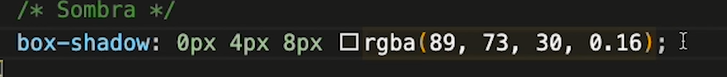 /* Sombra */
box-shadow: 0px 4px 8px rgba(89, 73, 30, 0.16);